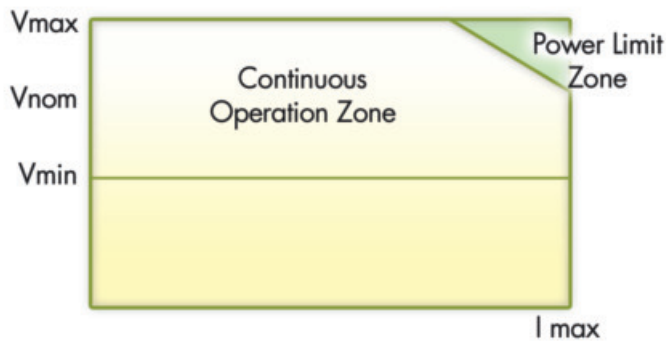 Vmax
Power Limit
Zone
Continuous
Operation Zone
Vnom
Vmin
I max